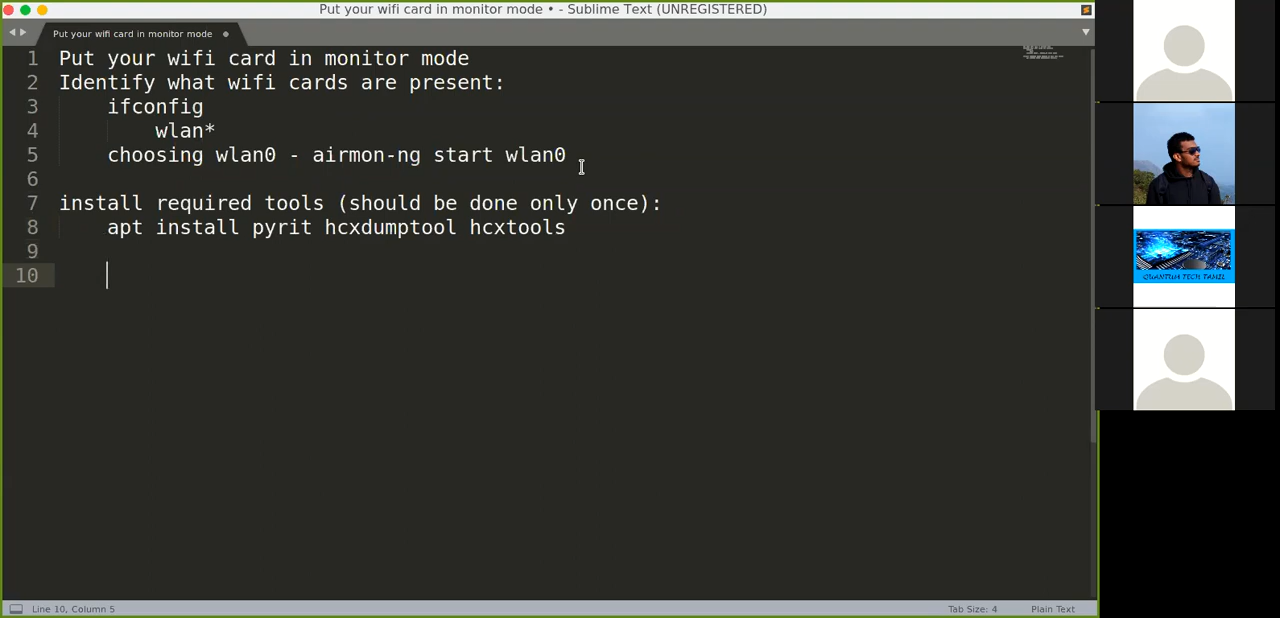 Put your wifi card in monitor mode • - Sublime Text (UNREGISTERED)
Put your wifi card in monitor mode
1 Put your wifi card in monitor mode
2 Identify what wifi cards are present:
3 ifconfig
4 wlan*
5 choosing wlan0 - airmon-ng start wlan0
6
7 install required tools (should be done only once):
8 apt install pyrit hcxdumptool hcxtools
9
10
QUANTUM TECH TAMIL
Line 10, Column 5
Tab Size: 4
Plain Text